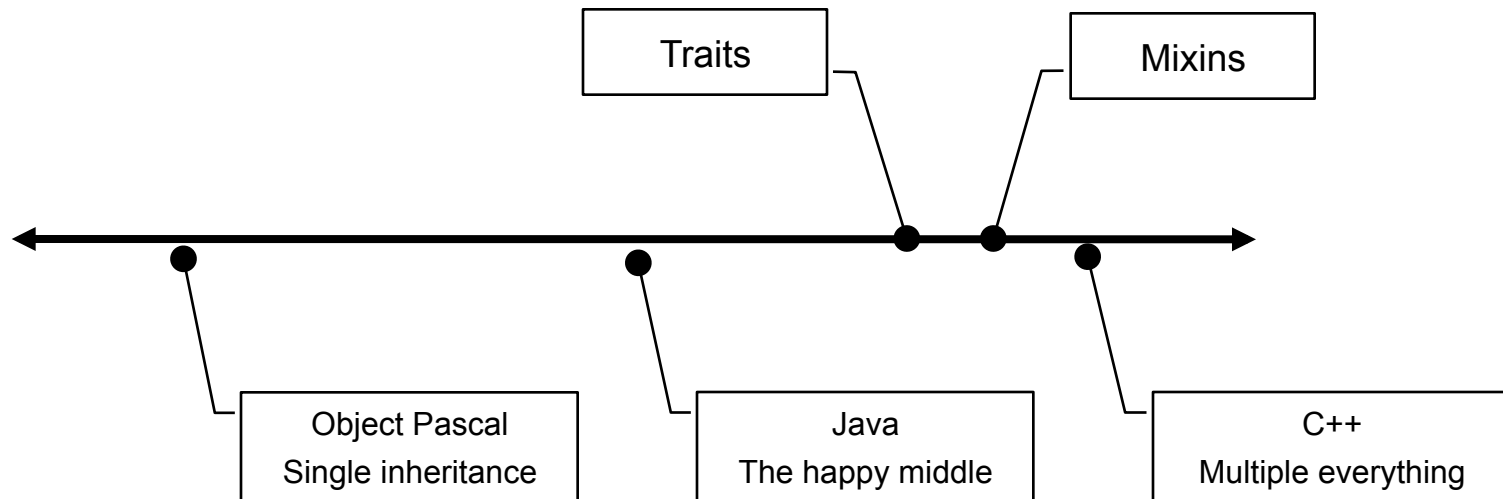 Traits
Mixins
Object Pascal
Single inheritance
Java
The happy middle
C++
Multiple everything